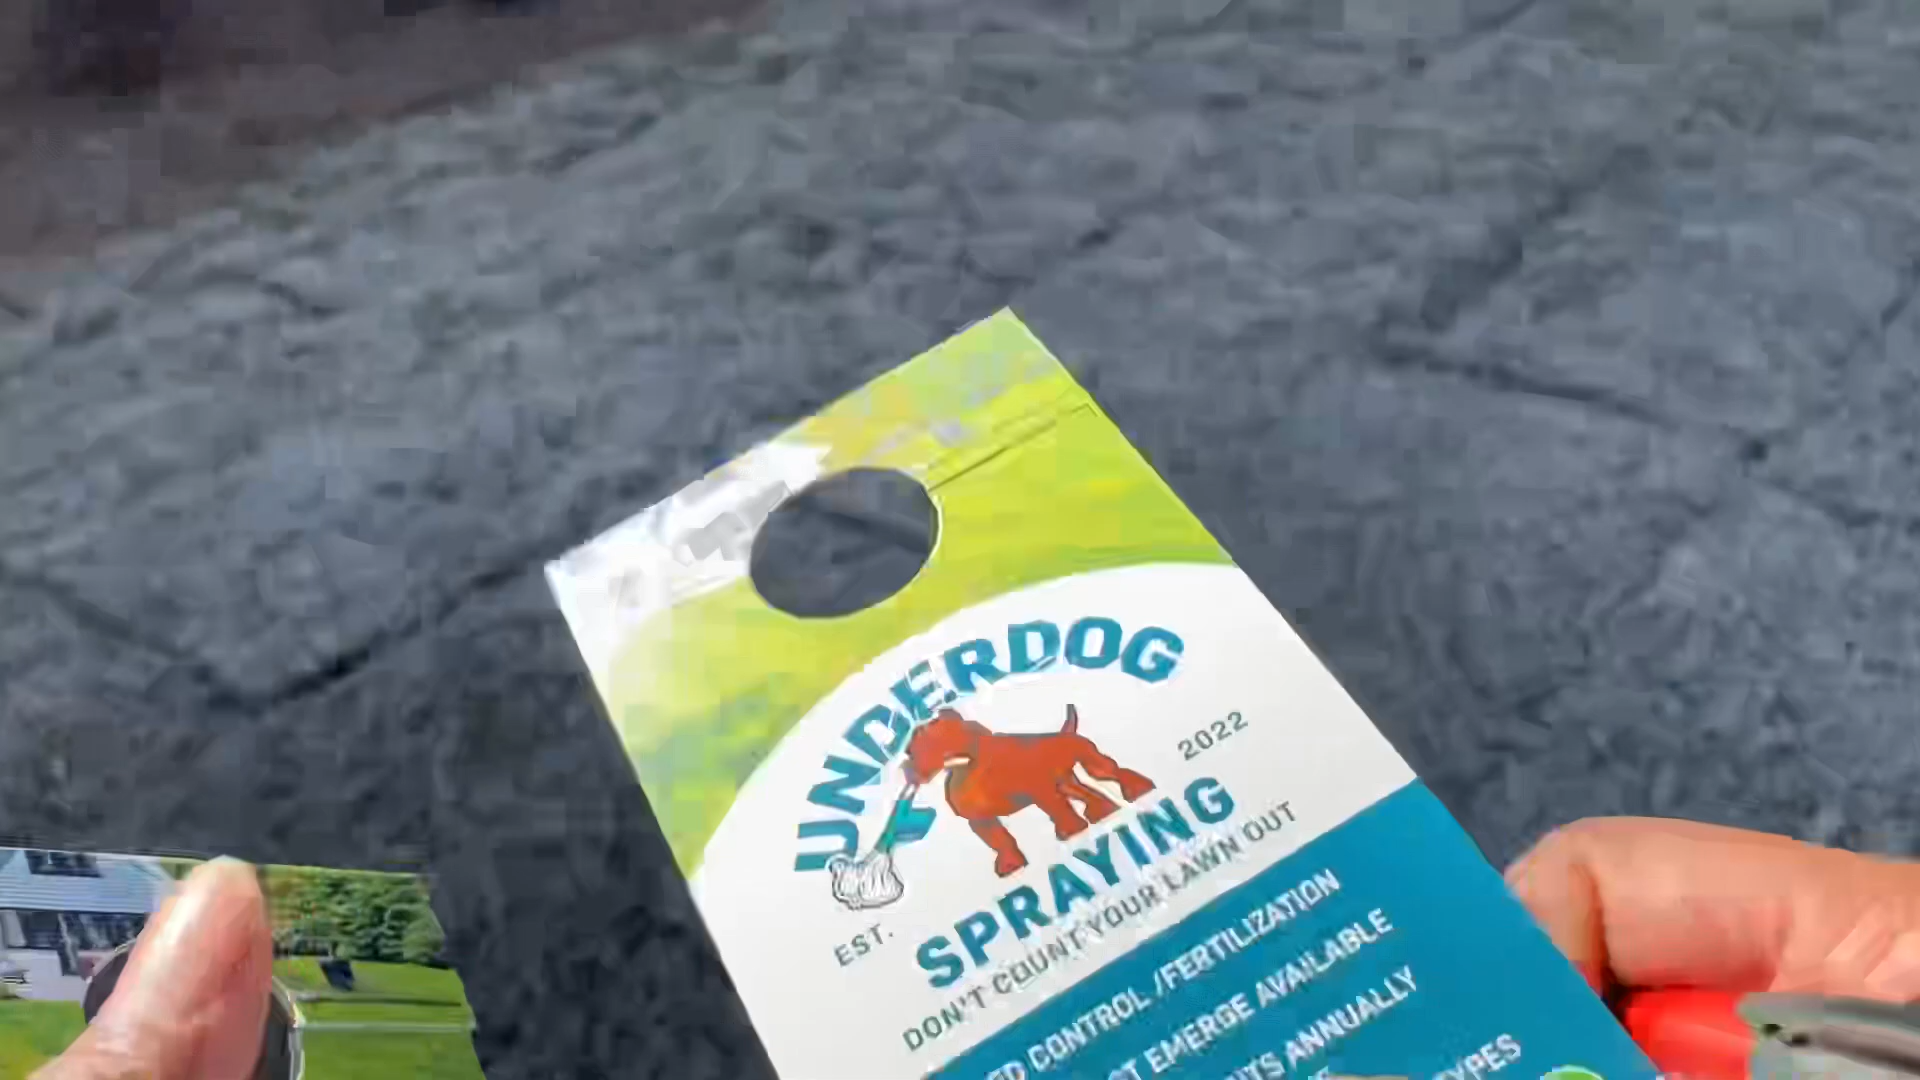 UNDERDOG
EST. 2022
SPRAYING
DON'T COUNT YOUR LAWN OUT
CONTROL /FERTILIZATION
EMERGE AVAILABLE
ANNUALLY